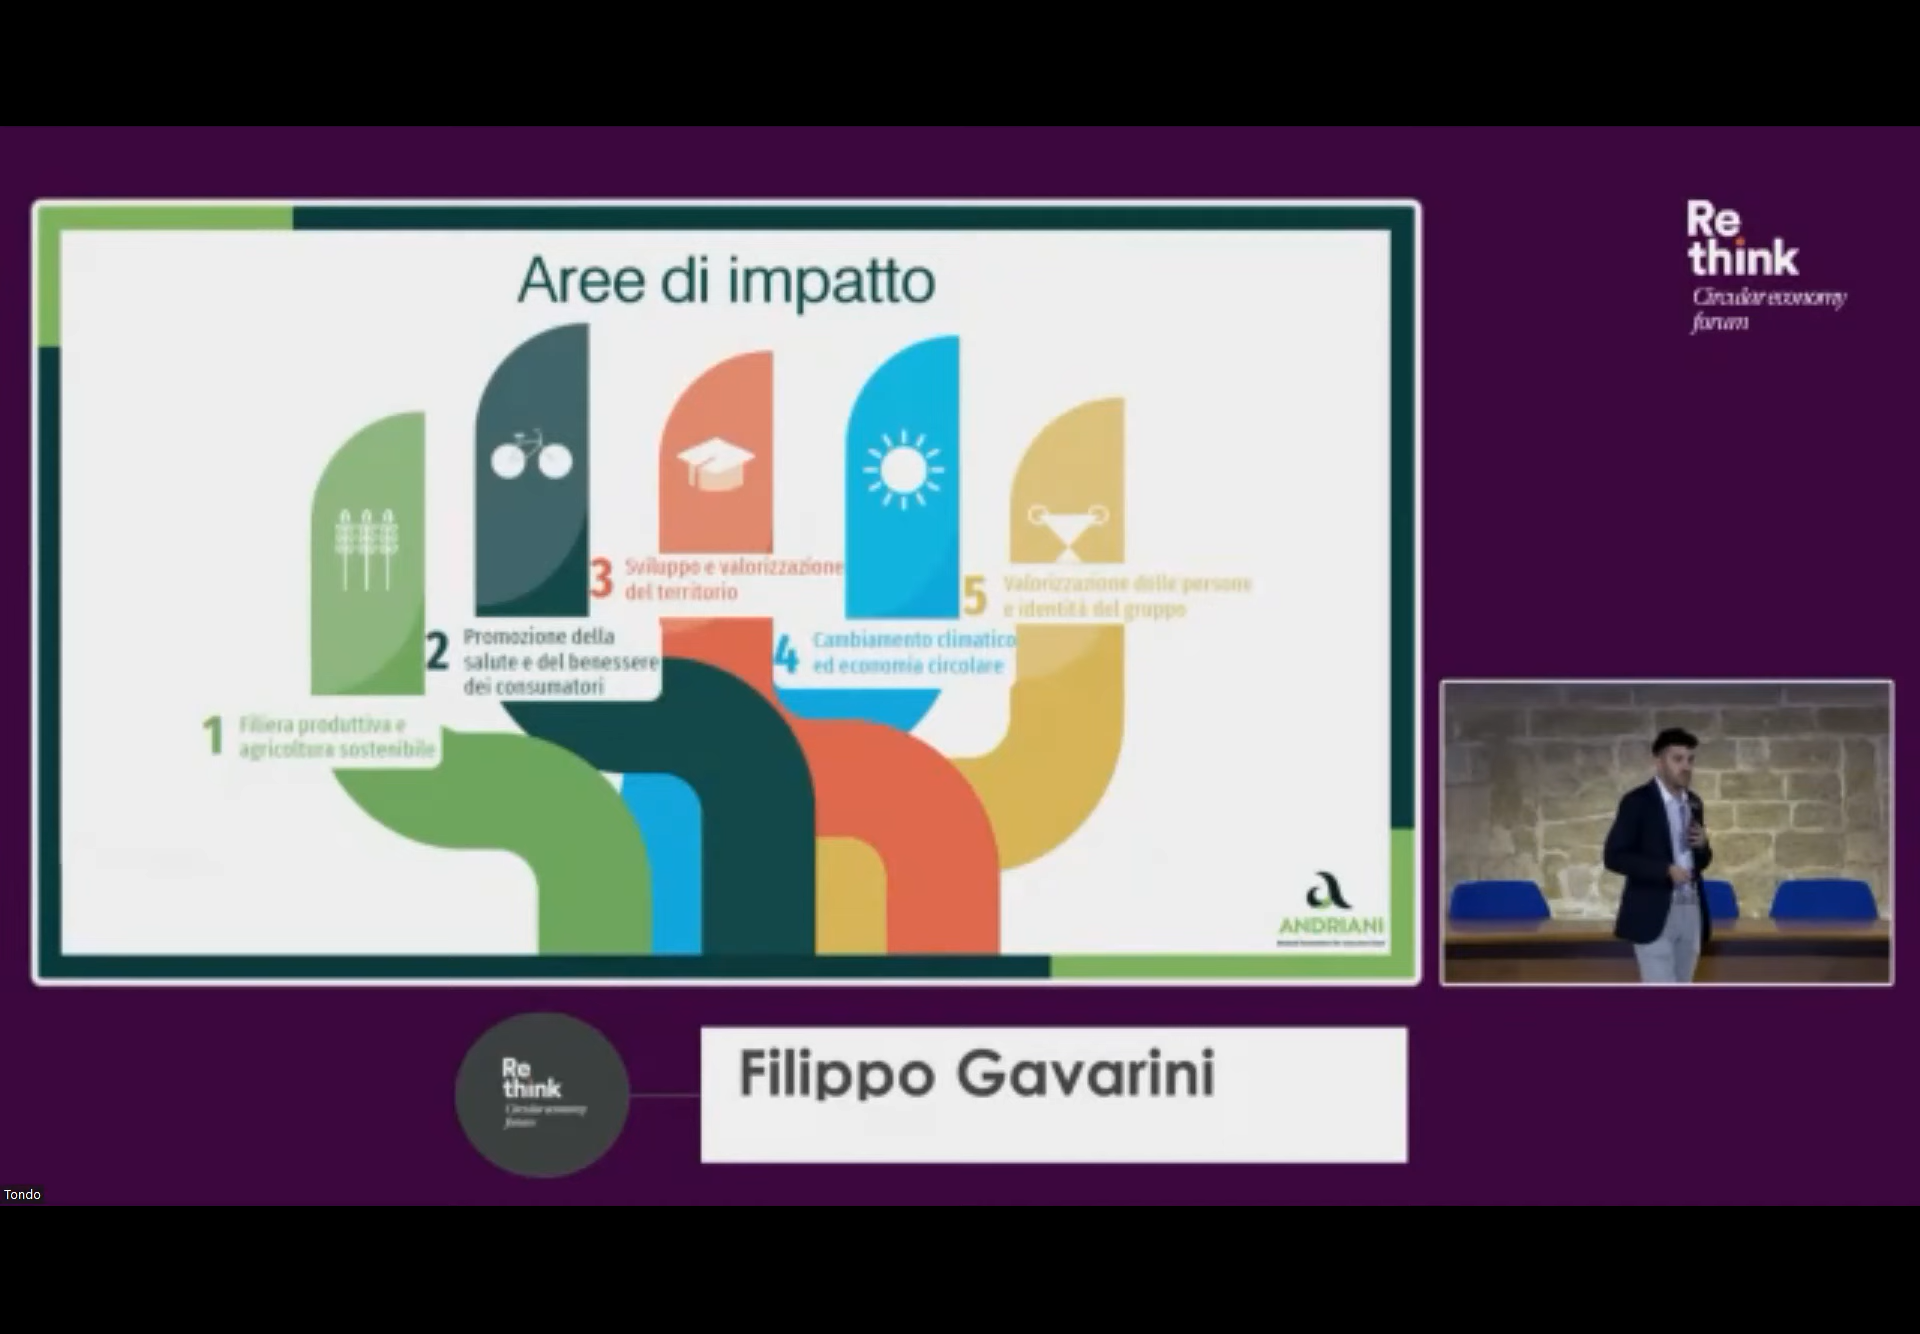 Aree di impatto
1 Filiera produttiva e
agricoltura sostenibile
2 Promozione della
salute e del benessere
dei consumatori
3 Sviluppo e valorizzazione
del territorio
4 Cambiamento climatico
ed economia circolare
5 Valorizzazione delle persone
e identità del gruppo
ANDRIANI
Re
think
Circular economy
forum
Re
think
Circular economy
forum
Filippo Gavarini
Tondo